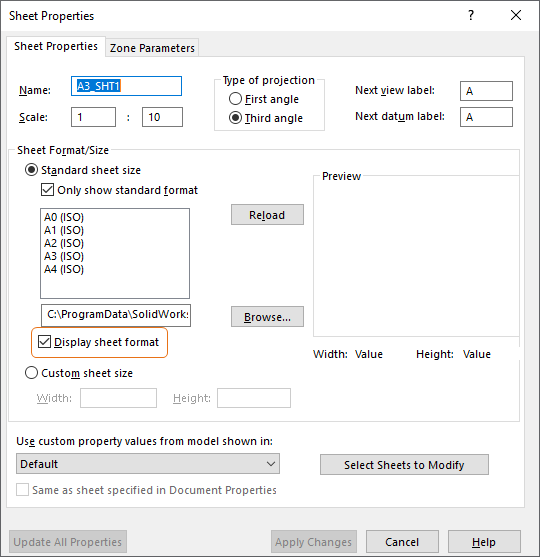 Sheet Properties
?
Sheet Properties Zone Parameters
Name: A3_SHT1
Scale: 1 : 10
Type of projection
First angle
Third angle
Next view label: A
Next datum label: A
Sheet Format/Size
Standard sheet size
Only show standard format
A0 (ISO)
A1 (ISO)
A2 (ISO)
A3 (ISO)
A4 (ISO)
Reload
C:\ProgramData\SolidWork
Browse...
Display sheet format
Custom sheet size
Width:
Height:
Preview
Width: Value Height: Value
Use custom property values from model shown in:
Default
Select Sheets to Modify
Same as sheet specified in Document Properties
Update All Properties Apply Changes Cancel Help